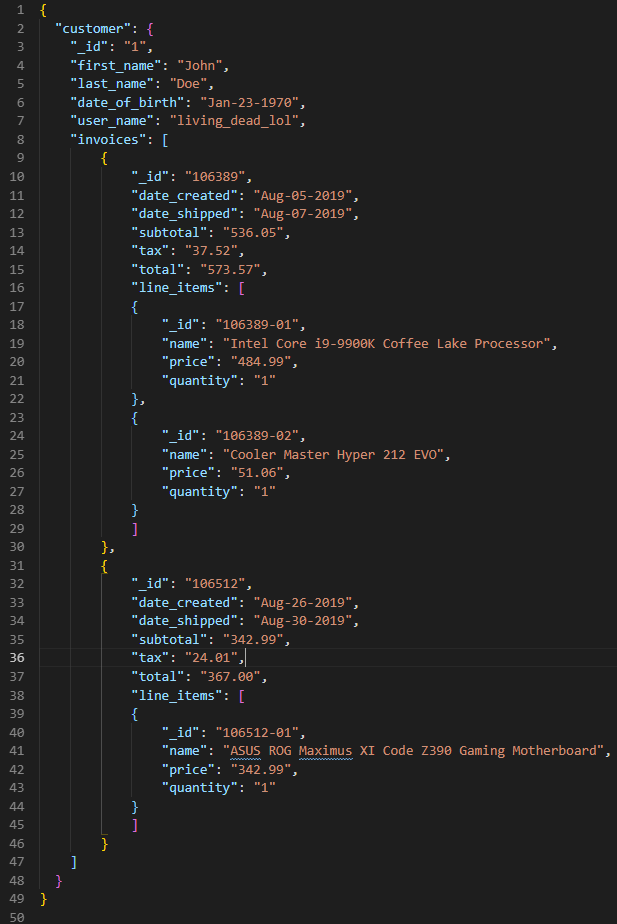 1 {
2   "customer": {
3     "_id": "1",
4     "first_name": "John",
5     "last_name": "Doe",
6     "date_of_birth": "Jan-23-1970",
7     "user_name": "living_dead_lol",
8     "invoices": [
9         {
10             "_id": "106389",
11             "date_created": "Aug-05-2019",
12             "date_shipped": "Aug-07-2019",
13             "subtotal": "536.05",
14             "tax": "37.52",
15             "total": "573.57",
16             "line_items": [
17             {
18                 "_id": "106389-01",
19                 "name": "Intel Core i9-9900K Coffee Lake Processor",
20                 "price": "484.99",
21                 "quantity": "1"
22             },
23             {
24                 "_id": "106389-02",
25                 "name": "Cooler Master Hyper 212 EVO",
26                 "price": "51.06",
27                 "quantity": "1"
28             }
29             ]
30         },
31         {
32             "_id": "106512",
33             "date_created": "Aug-26-2019",
34             "date_shipped": "Aug-30-2019",
35             "subtotal": "342.99",
36             "tax": "24.01",
37             "total": "367.00",
38             "line_items": [
39             {
40                 "_id": "106512-01",
41                 "name": "ASUS ROG Maximus XI Code Z390 Gaming Motherboard",
42                 "price": "342.99",
43                 "quantity": "1"
44             }
45             ]
46         }
47     ]
48   }
49 }
50